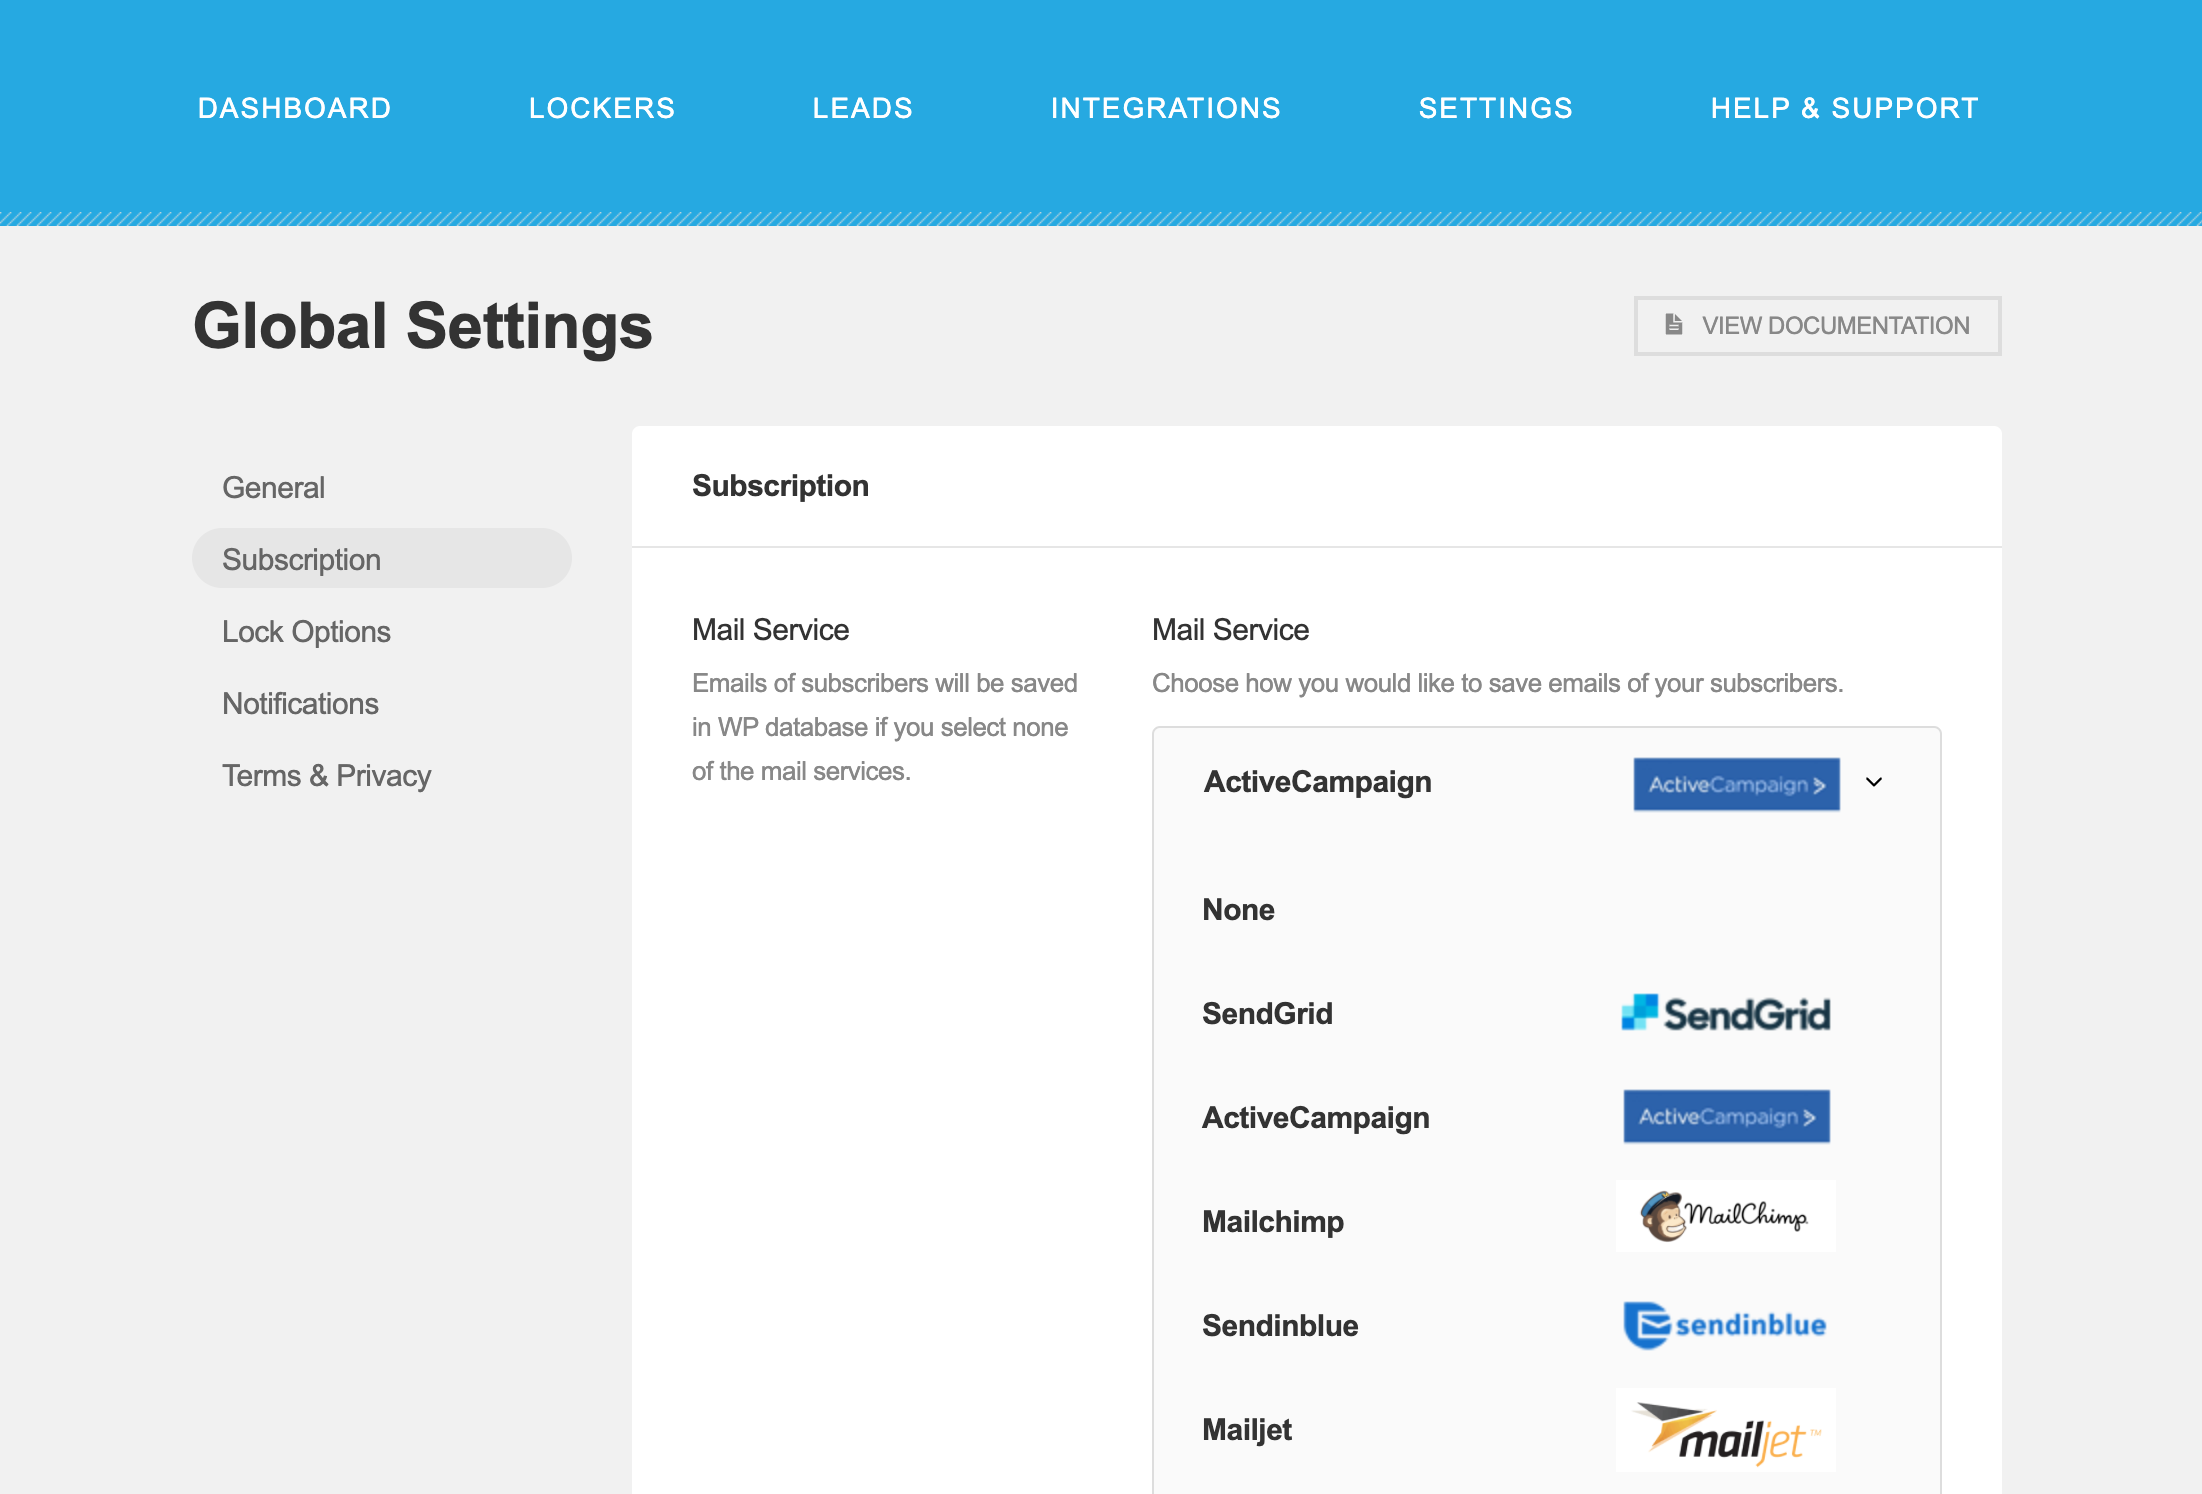 DASHBOARD LOCKERS LEADS INTEGRATIONS SETTINGS HELP & SUPPORT
Global Settings
VIEW DOCUMENTATION
General
Subscription
Lock Options
Notifications
Terms & Privacy
Subscription
Mail Service
Emails of subscribers will be saved
in WP database if you select none
of the mail services.
Mail Service
Choose how you would like to save emails of your subscribers.
ActiveCampaign ActiveCampaign >
None
SendGrid SendGrid
ActiveCampaign ActiveCampaign >
Mailchimp MailChimp
Sendinblue sendinblue
Mailjet mailjet™